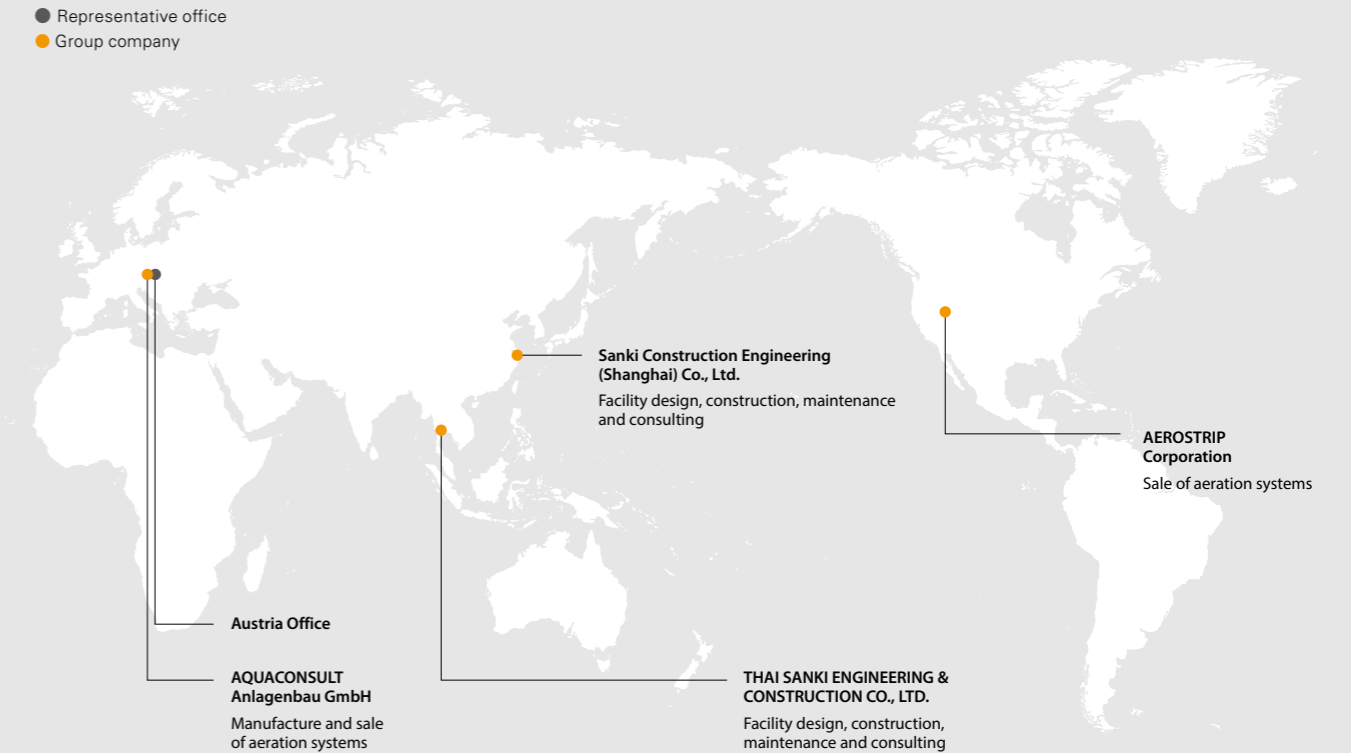 Representative office
Group company
Sanki Construction Engineering
(Shanghai) Co., Ltd.
Facility design, construction, maintenance
and consulting
AEROSTRIP
Corporation
Sale of aeration systems
Austria Office
AQUACONSULT
Anlagenbau GmbH
Manufacture and sale
of aeration systems
THAI SANKI ENGINEERING &
CONSTRUCTION CO., LTD.
Facility design, construction,
maintenance and consulting